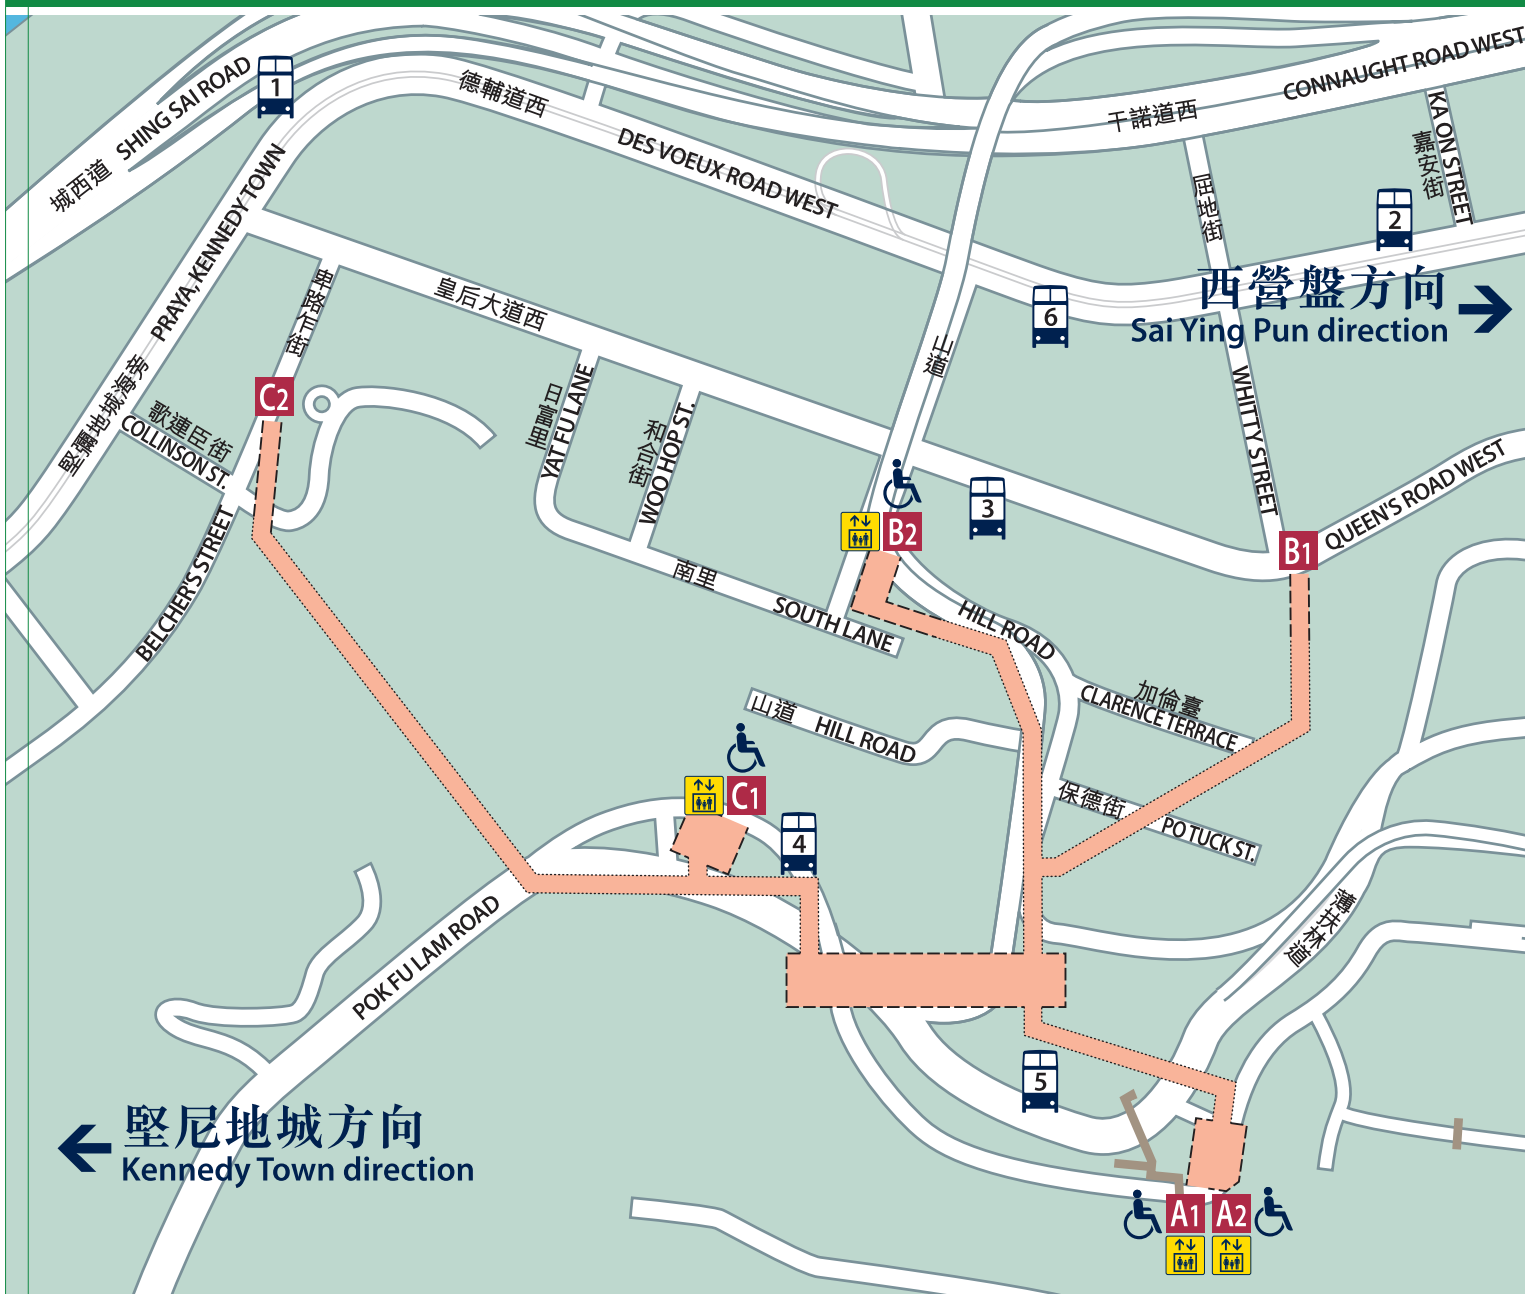 城西道 SHING SAI ROAD
1
德輔道西
DES VOEUX ROAD WEST
干諾道西
CONNAUGHT ROAD WEST
KA ON STREET
嘉安街
屈地街
2
堅彌地城海旁 PRAYA, KENNEDY TOWN
卑路乍街
皇后大道西
山道
6
西營盤方向
Sai Ying Pun direction
C2
歌連臣街
COLLINSON ST.
日富里
YAT FU LANE
和合街
WOO HOP ST.
WHITTY STREET
QUEEN'S ROAD WEST
3
B2
B1
BELCHER'S STREET
南里 SOUTH LANE
HILL ROAD
加倫臺
CLARENCE TERRACE
山道 HILL ROAD
C1
4
保德街 PO TUCK ST.
POK FU LAM ROAD
薄扶林道
5
堅尼地城方向
Kennedy Town direction
A1
A2